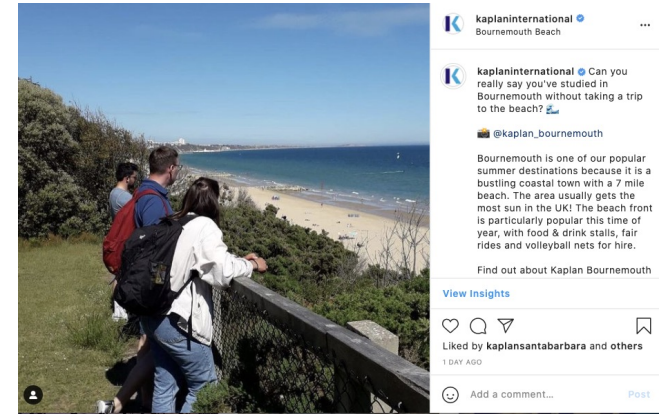 kaplaninternational
Bournemouth Beach
kaplaninternational Can you
really say you've studied in
Bournemouth without taking a trip
to the beach? 🌊
📸 @kaplan_bournemouth
Bournemouth is one of our popular
summer destinations because it is a
bustling coastal town with a 7 mile
beach. The area usually gets the
most sun in the UK! The beach front
is particularly popular this time of
year, with food & drink stalls, fair
rides and volleyball nets for hire.
Find out about Kaplan Bournemouth
View Insights
Liked by kaplansantabarbara and others
1 DAY AGO
Add a comment...
Post